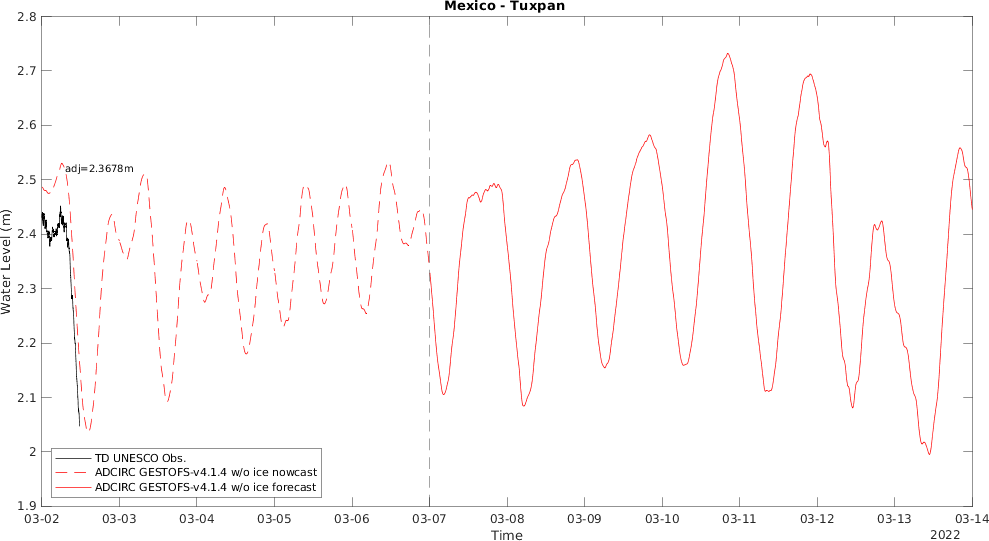 Mexico - Tuxpan
2.8
2.7
2.6
2.5
2.4
2.3
2.2
2.1
2
1.9
Water Level (m)
adj=2.3678m
TD UNESCO Obs.
ADCIRC GESTOFS-v4.1.4 w/o ice nowcast
ADCIRC GESTOFS-v4.1.4 w/o ice forecast
03-02 03-03 03-04 03-05 03-06 03-07 03-08 03-09 03-10 03-11 03-12 03-13 03-14
Time
2022